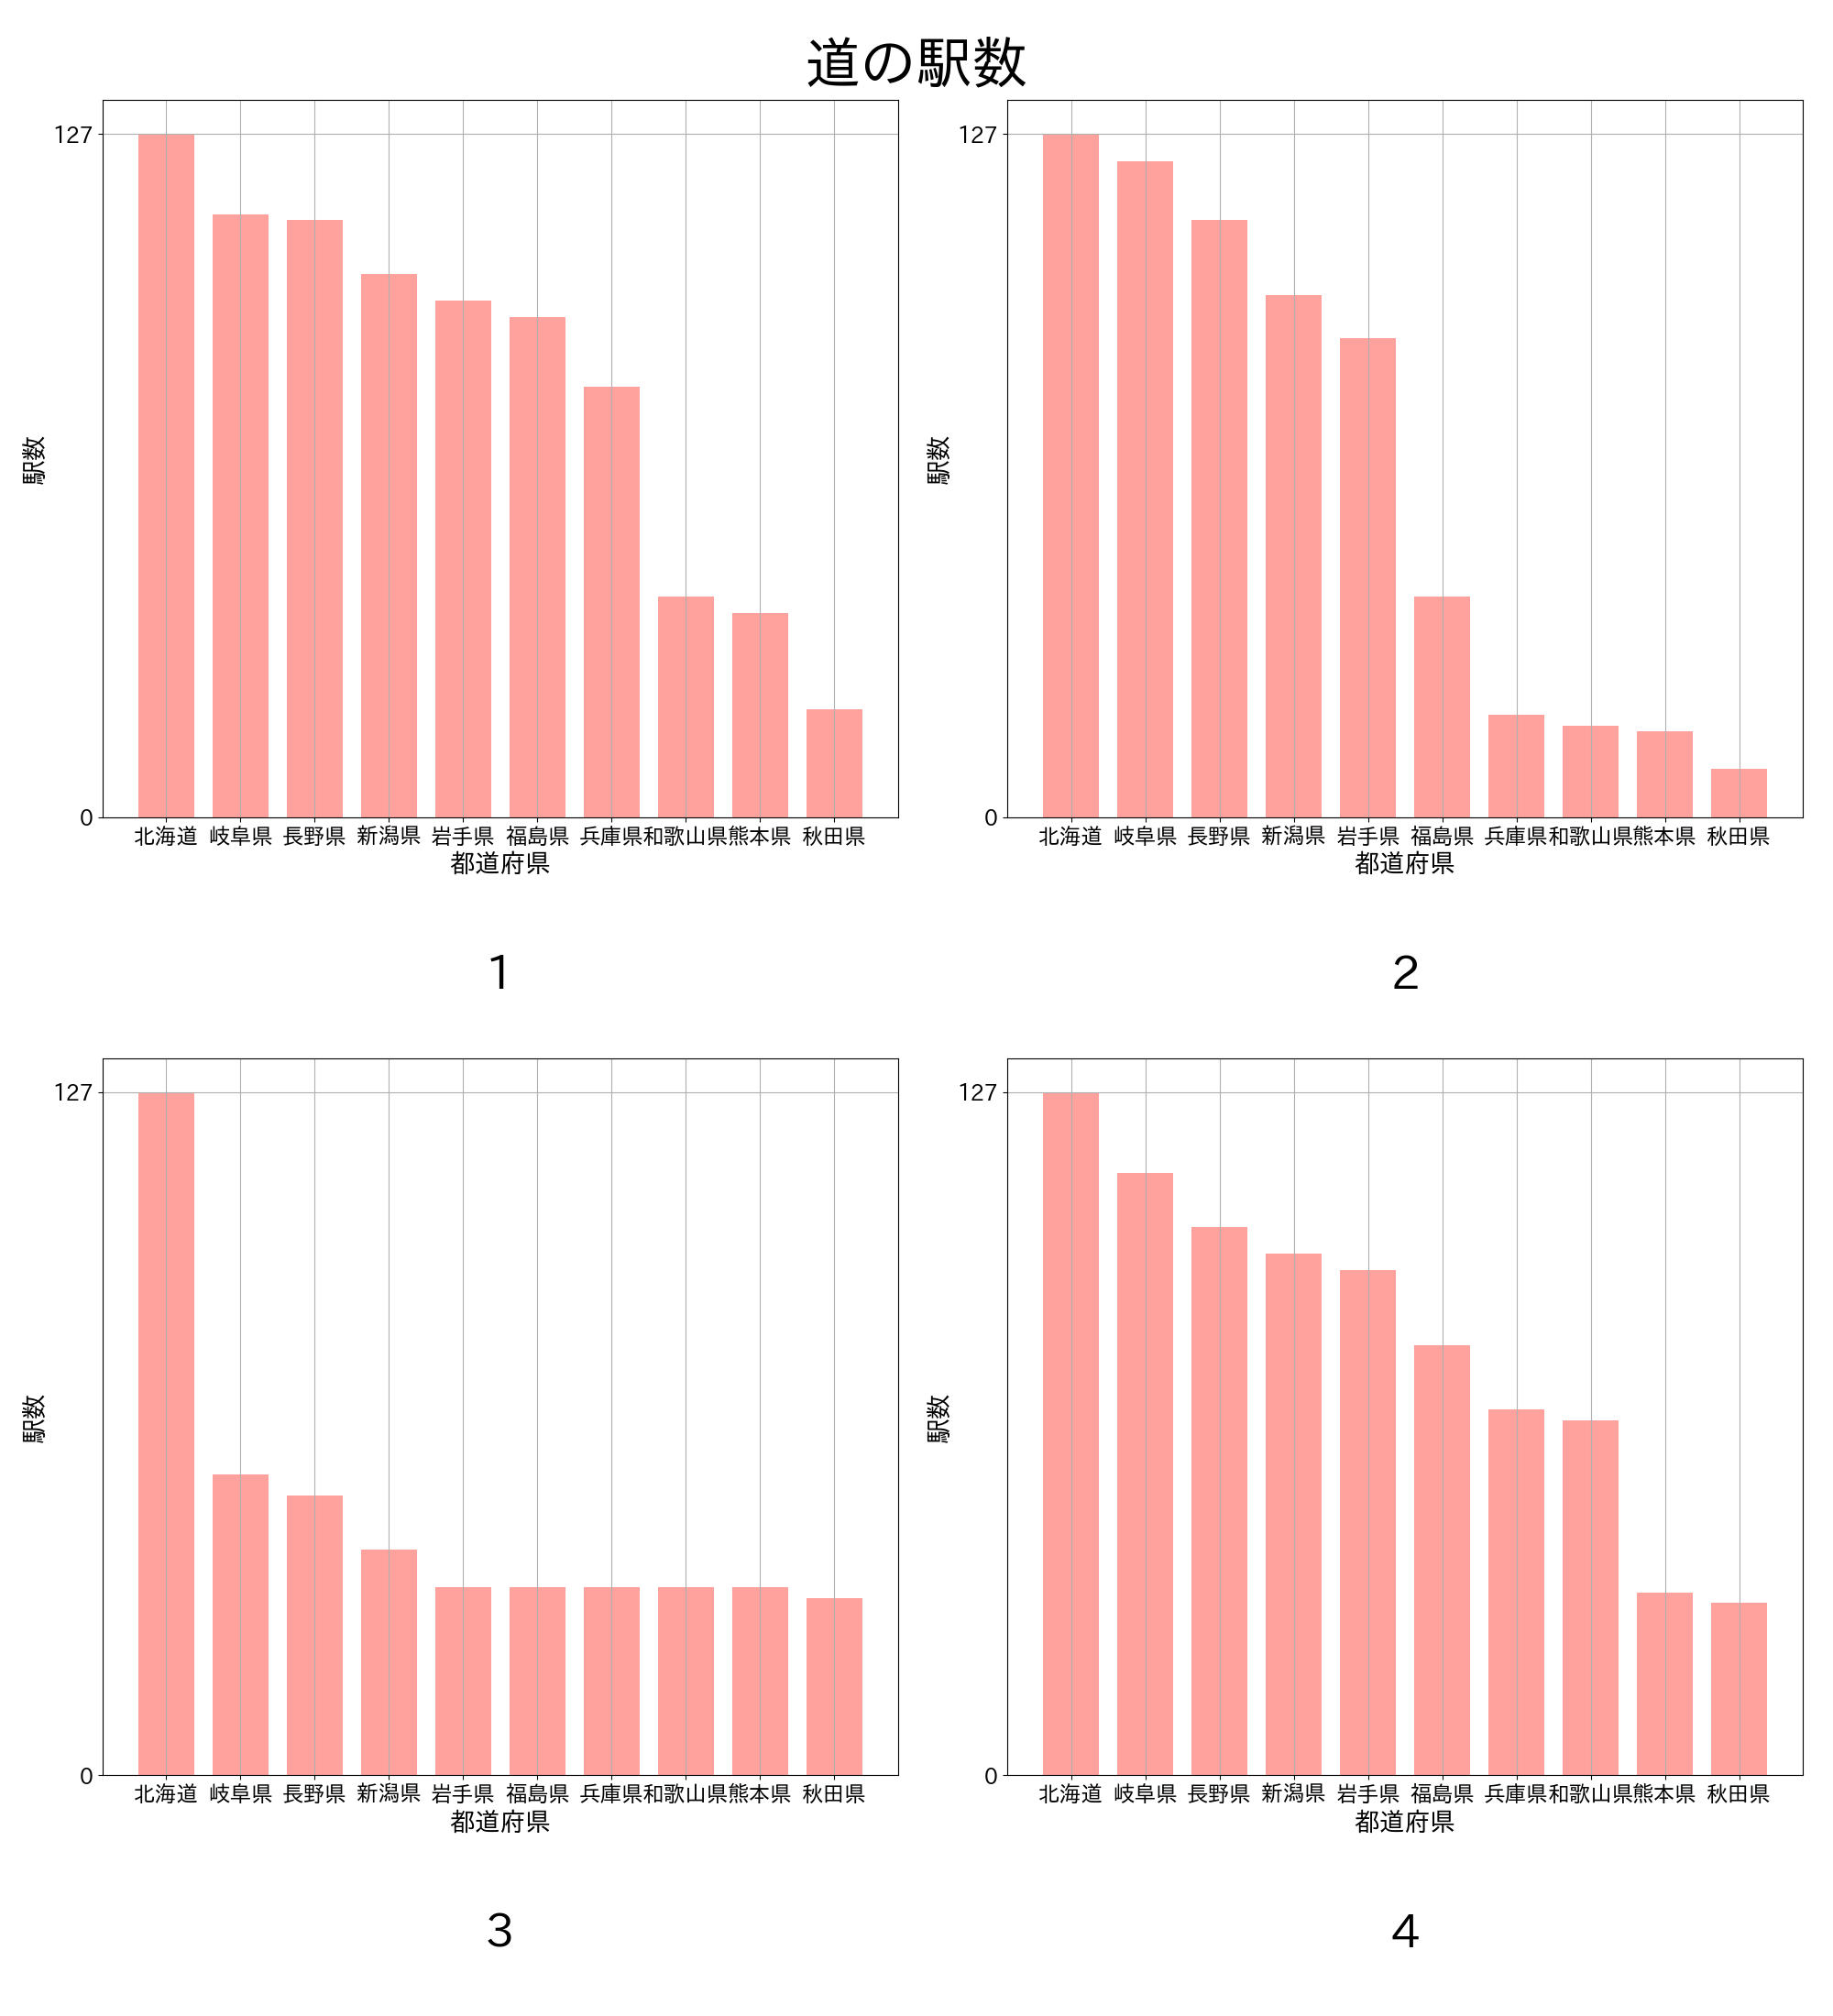 道の駅数
127
0
駅数
北海道 岐阜県 長野県 新潟県 岩手県 福島県 兵庫県 和歌山県 熊本県 秋田県
都道府県
1
127
0
駅数
北海道 岐阜県 長野県 新潟県 岩手県 福島県 兵庫県 和歌山県 熊本県 秋田県
都道府県
2
127
0
駅数
北海道 岐阜県 長野県 新潟県 岩手県 福島県 兵庫県 和歌山県 熊本県 秋田県
都道府県
3
127
0
駅数
北海道 岐阜県 長野県 新潟県 岩手県 福島県 兵庫県 和歌山県 熊本県 秋田県
都道府県
4